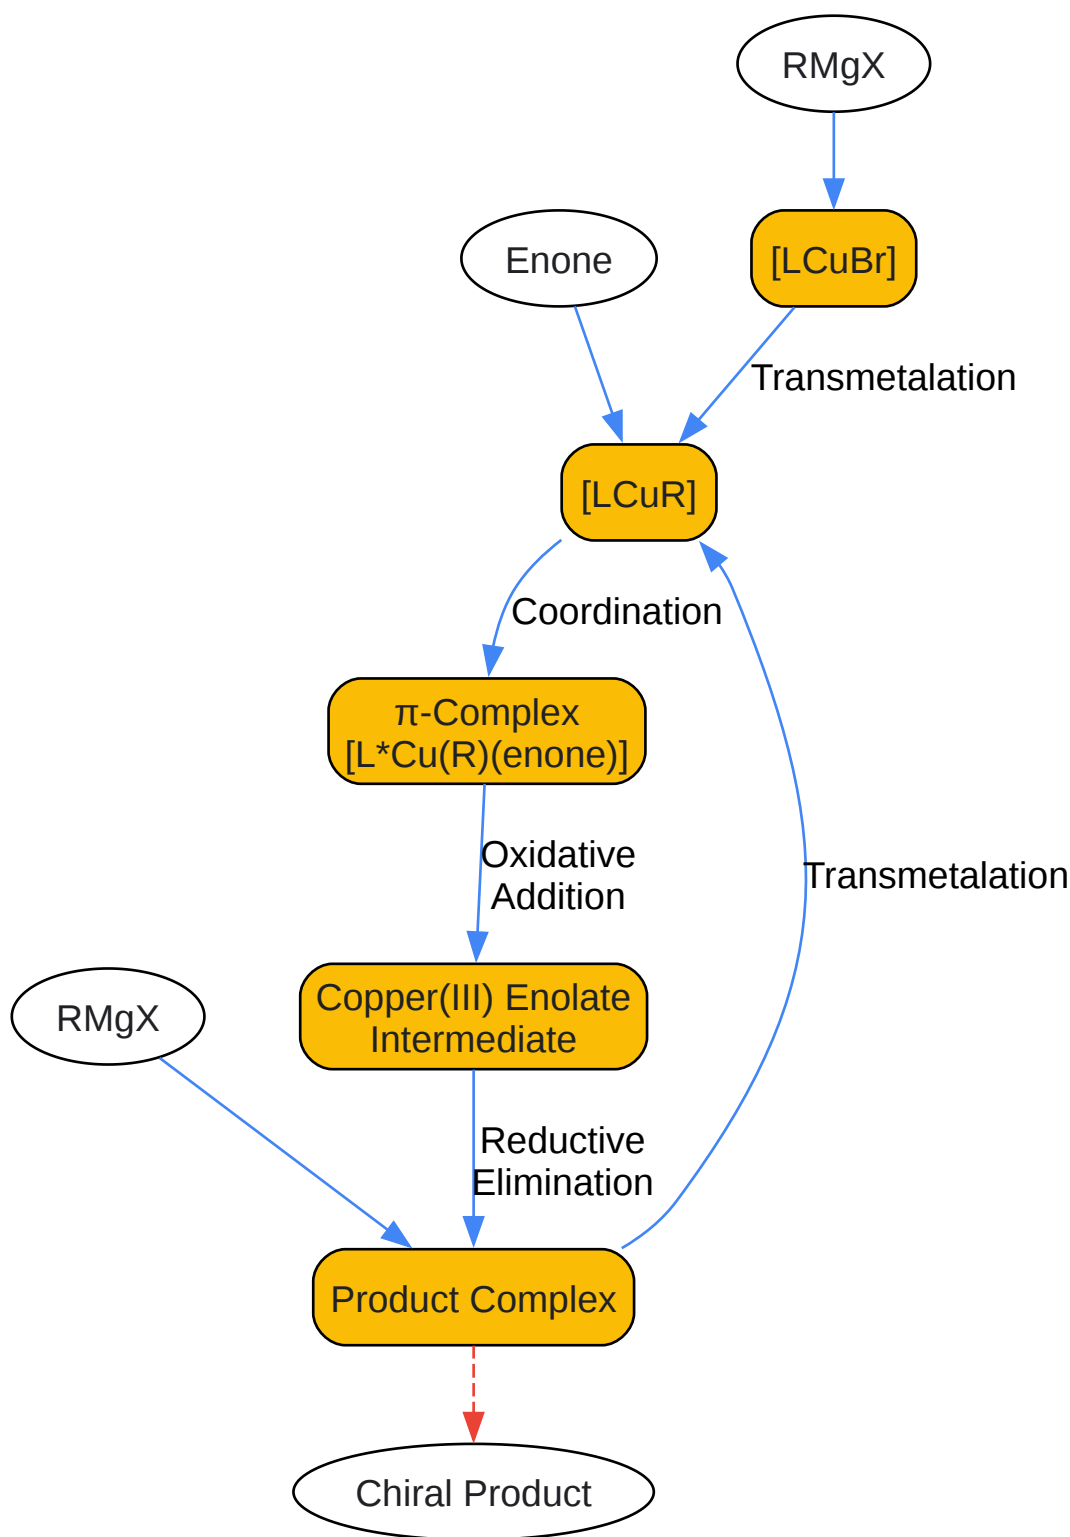 RMgX
Enone
[LCuBr]
Transmetalation
[LCuR]
Coordination
π-Complex
[L*Cu(R)(enone)]
Oxidative
Addition
Transmetalation
Copper(III) Enolate
Intermediate
RMgX
Reductive
Elimination
Product Complex
Chiral Product